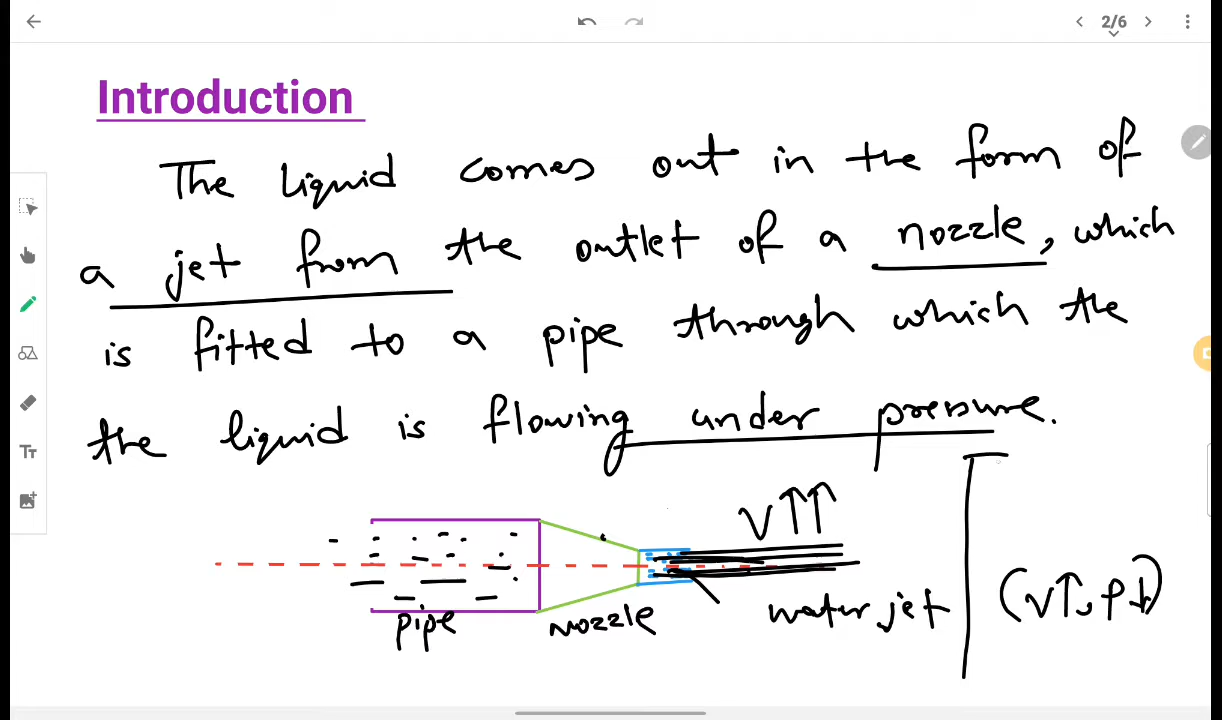 2/6
Introduction
The liquid comes out in the form of
a jet from the outlet of a nozzle, which
is fitted to a pipe through which the
the liquid is flowing under pressure.
V↑↑
pipe nozzle water jet (V↑, P↓)
Tт